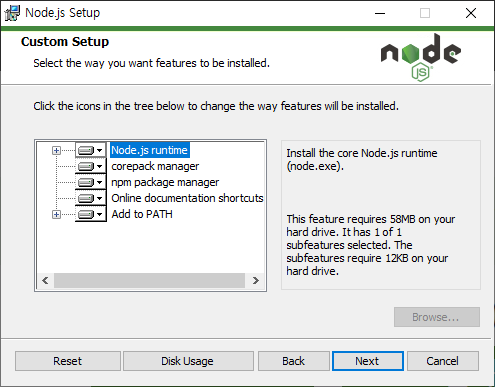 Node.js Setup
Custom Setup
Select the way you want features to be installed.
node
JS
Click the icons in the tree below to change the way features will be installed.
Node.js runtime
corepack manager
npm package manager
Online documentation shortcuts
Add to PATH
Install the core Node.js runtime
(node.exe).
This feature requires 58MB on your
hard drive. It has 1 of 1
subfeatures selected. The
subfeatures require 12KB on your
hard drive.
Browse...
Reset
Disk Usage
Back
Next
Cancel